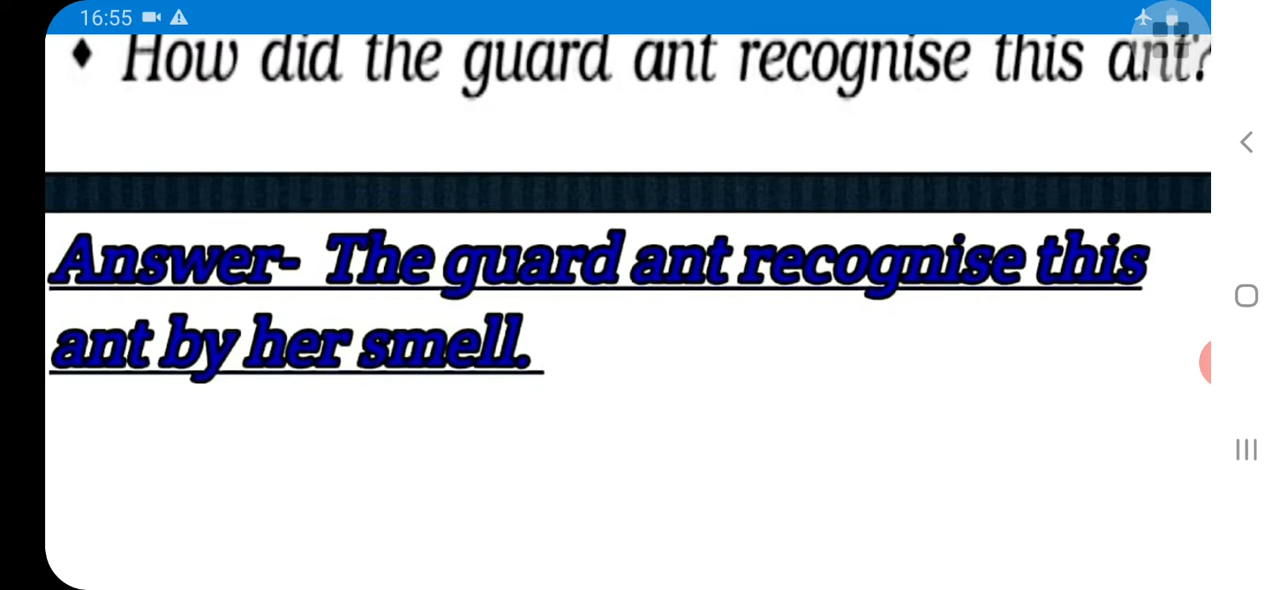 16:55
♦ How did the guard ant recognise this ant?
Answer- The guard ant recognise this
ant by her smell.